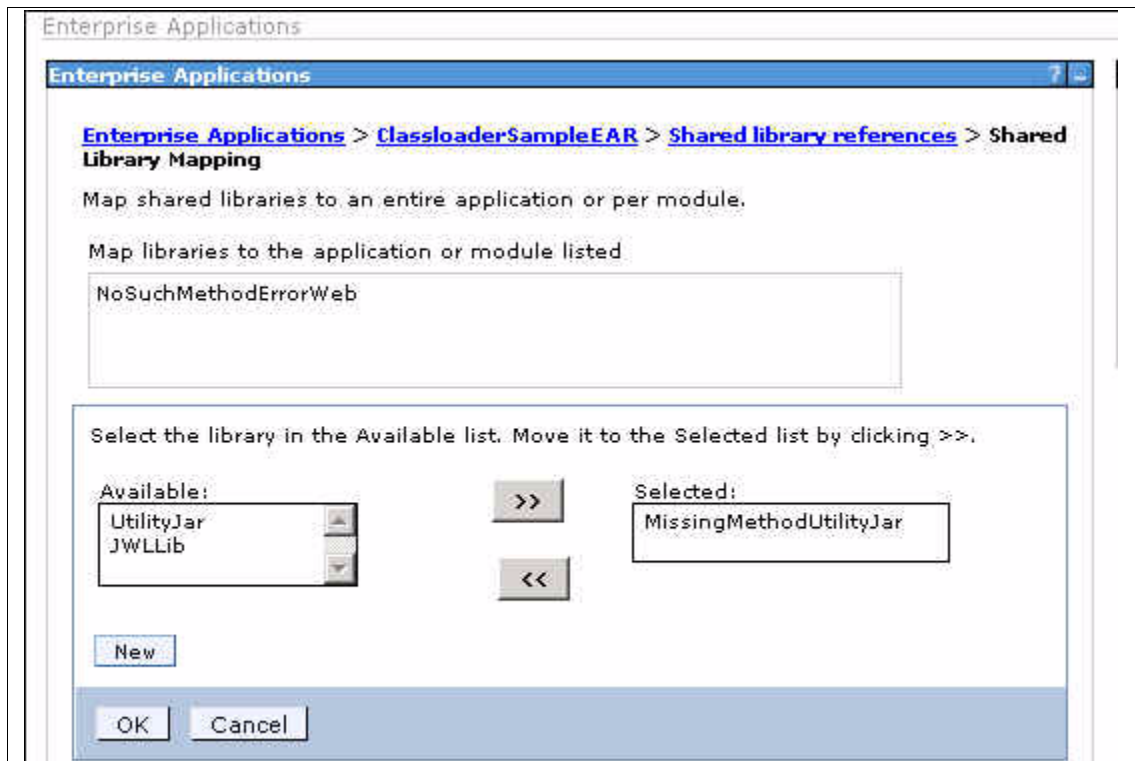 Enterprise Applications
Enterprise Applications ? -
Enterprise Applications > ClassloaderSampleEAR > Shared library references > Shared
Library Mapping
Map shared libraries to an entire application or per module.
Map libraries to the application or module listed
NoSuchMethodErrorWeb
Select the library in the Available list. Move it to the Selected list by clicking >>.
Available:
UtilityJar
JWLLib
>>
<<
Selected:
MissingMethodUtilityJar
New
OK
Cancel